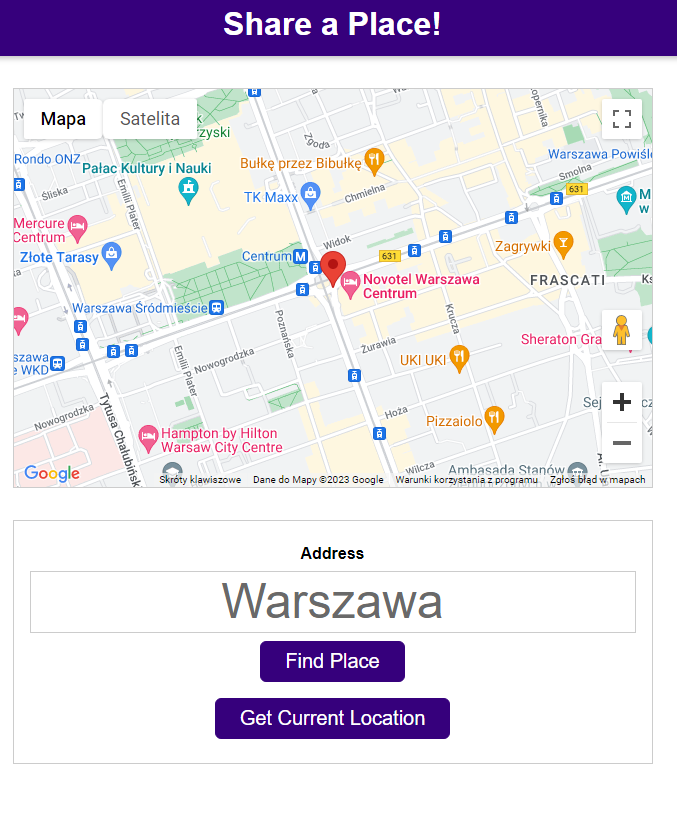 Share a Place!
Mapa
Satelita
Zgoda
Rondo ONZ
Pałac Kultury i Nauki
Bułkę przez Bibułkę
Warszawa Powiśle
Smolna
631
Śliska
Emilii Plater
TK Maxx
Chmielna
Mercure
Centrum
Złote Tarasy
Centrum
M
Widok
631
Zagrywki
Novotel Warszawa
Centrum
FRASCATI
Warszawa Śródmieście
Poznańska
Krucza
Żurawia
Sheraton Gra
WKD
Emilii Plater
Nowogrodzka
UKI UKI
Nowogrodzka
Tytusa Chałubińsk
Hoża
Pizzaiolo
Hampton by Hilton
Warsaw City Centre
Wilcza
Ambasada Stanów
Google
Skróty klawiszowe
Dane do Mapy ©2023 Google
Warunki korzystania z programu
Zgłoś błąd w mapach
Address
Warszawa
Find Place
Get Current Location